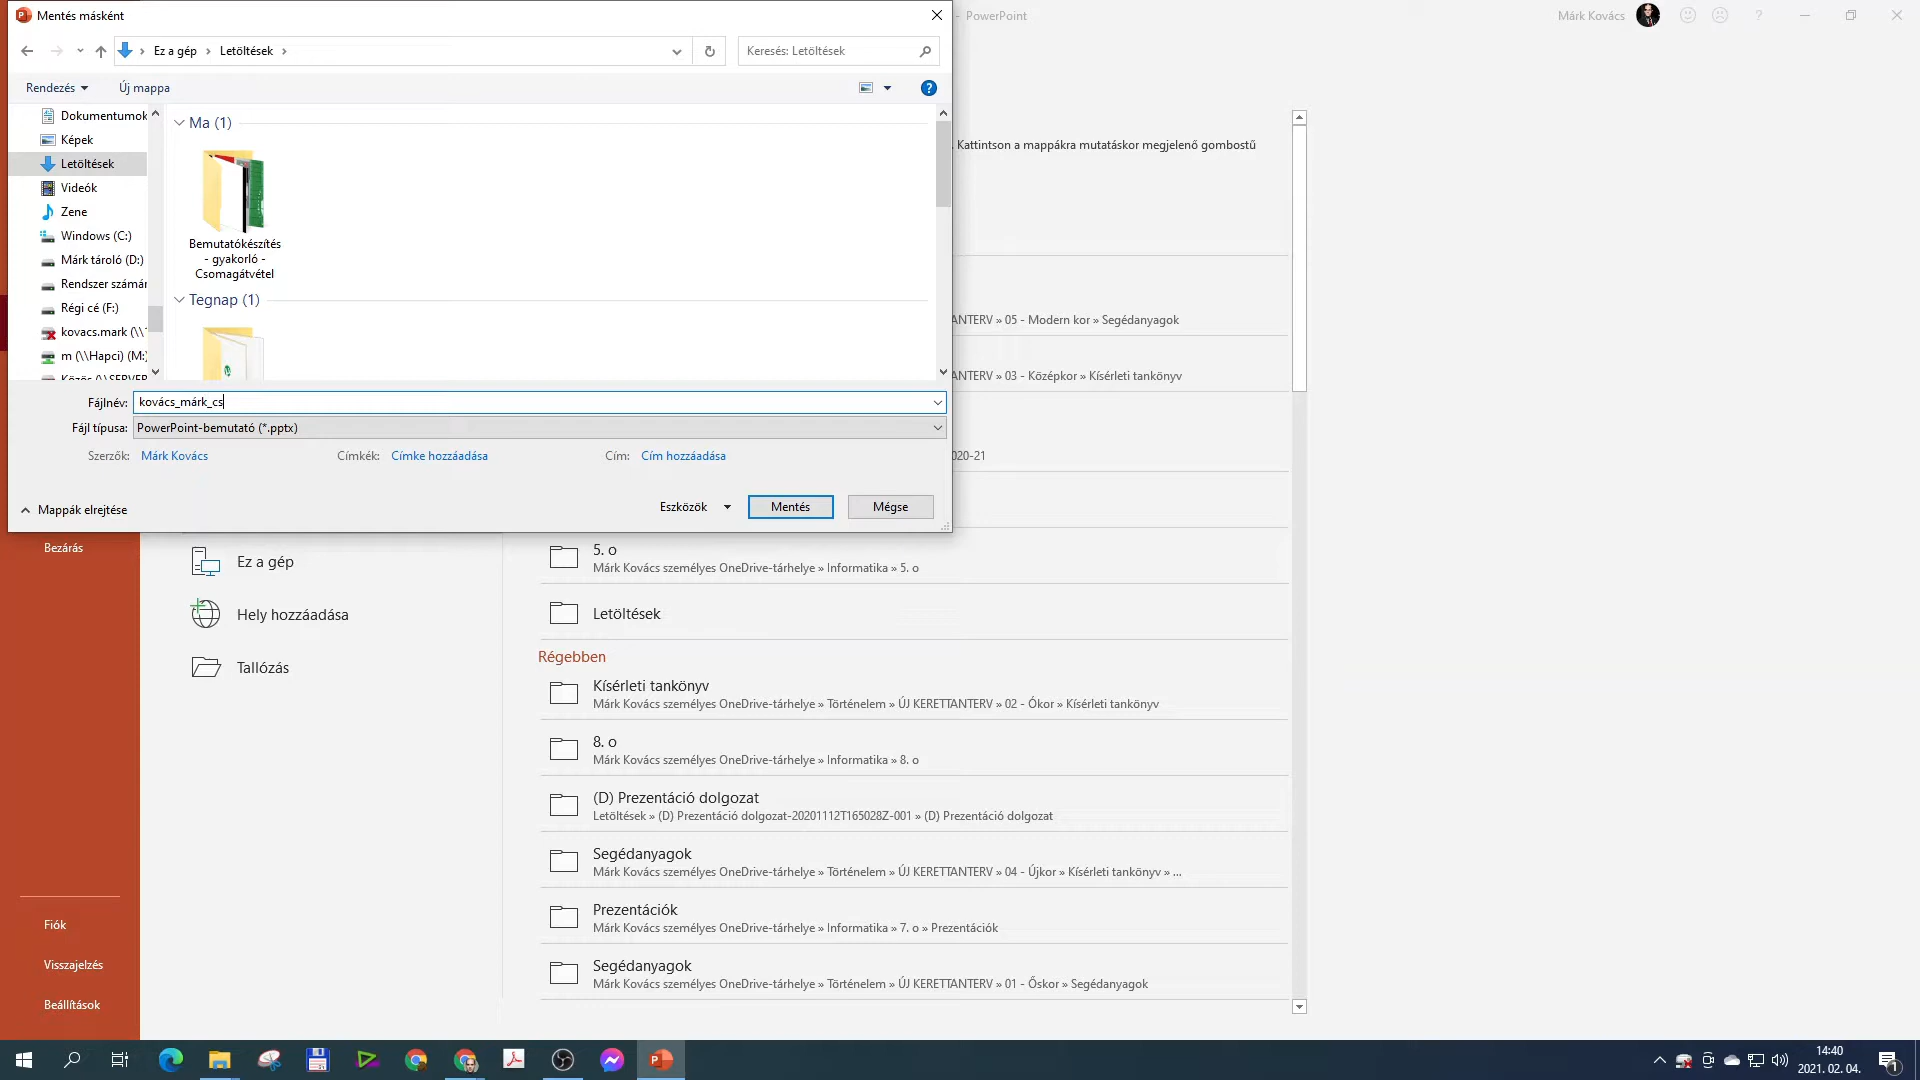 Mentés másként
- PowerPoint
Márk Kovács
Ez a gép
Letöltések
Keresés: Letöltések
Rendezés
Új mappa
Dokumentumok
Képek
Letöltések
Videók
Zene
Windows (C:)
Márk tároló (D:)
Rendszer számár
Régi cé (F:)
kovacs.mark (\\
m (\\Hapci) (M:)
Közös (\\SERVER
Ma (1)
Bemutatókészítés
- gyakorló -
Csomagátvétel
Tegnap (1)
. Kattintson a mappákra mutatáskor megjelenő gombostű
ANTERV » 05 - Modern kor » Segédanyagok
ANTERV » 03 - Középkor » Kísérleti tankönyv
020-21
Fájlnév: kovács_márk_cs
Fájl típusa: PowerPoint-bemutató (*.pptx)
Szerzők: Márk Kovács
Címkék: Címke hozzáadása
Cím: Cím hozzáadása
Mappák elrejtése
Eszközök
Mentés
Mégse
Bezárás
Ez a gép
Hely hozzáadása
Tallózás
5. o
Márk Kovács személyes OneDrive-tárhelye » Informatika » 5. o
Letöltések
Régebben
Kísérleti tankönyv
Márk Kovács személyes OneDrive-tárhelye » Történelem » ÚJ KERETTANTERV » 02 - Ókor » Kísérleti tankönyv
8. o
Márk Kovács személyes OneDrive-tárhelye » Informatika » 8. o
(D) Prezentáció dolgozat
Letöltések » (D) Prezentáció dolgozat-20201112T165028Z-001 » (D) Prezentáció dolgozat
Segédanyagok
Márk Kovács személyes OneDrive-tárhelye » Történelem » ÚJ KERETTANTERV » 04 - Újkor » Kísérleti tankönyv » ...
Prezentációk
Márk Kovács személyes OneDrive-tárhelye » Informatika » 7. o » Prezentációk
Segédanyagok
Márk Kovács személyes OneDrive-tárhelye » Történelem » ÚJ KERETTANTERV » 01 - Őskor » Segédanyagok
Fiók
Visszajelzés
Beállítások
14:40
2021. 02. 04.
1